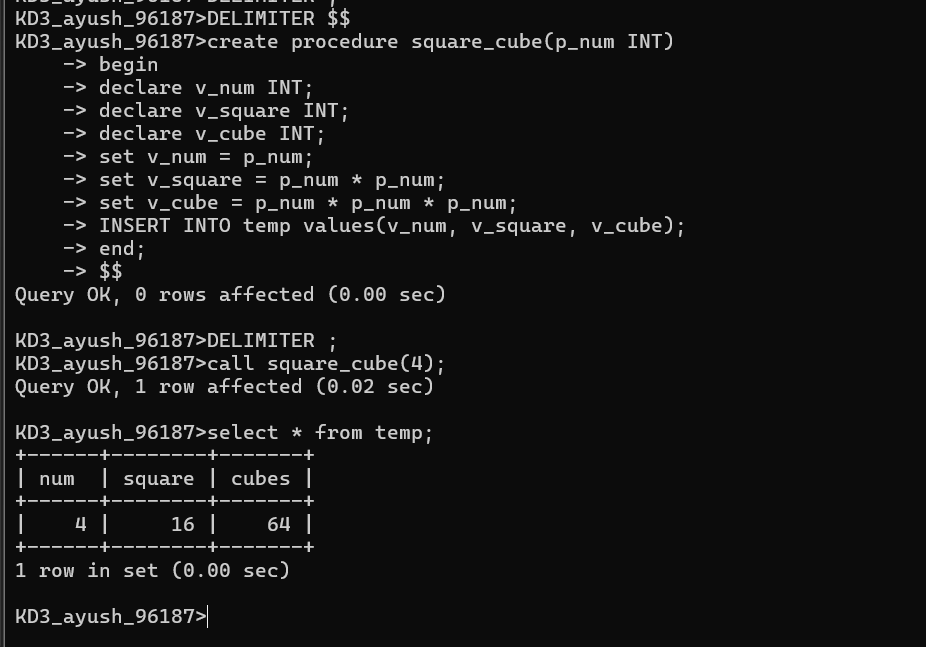 KD3_ayush_96187>DELIMITER ;
KD3_ayush_96187>DELIMITER $$
KD3_ayush_96187>create procedure square_cube(p_num INT)
    -> begin
    -> declare v_num INT;
    -> declare v_square INT;
    -> declare v_cube INT;
    -> set v_num = p_num;
    -> set v_square = p_num * p_num;
    -> set v_cube = p_num * p_num * p_num;
    -> INSERT INTO temp values(v_num, v_square, v_cube);
    -> end;
    -> $$
Query OK, 0 rows affected (0.00 sec)

KD3_ayush_96187>DELIMITER ;
KD3_ayush_96187>call square_cube(4);
Query OK, 1 row affected (0.02 sec)

KD3_ayush_96187>select * from temp;
+------+--------+-------+
| num  | square | cubes |
+------+--------+-------+
|    4 |     16 |    64 |
+------+--------+-------+
1 row in set (0.00 sec)

KD3_ayush_96187>